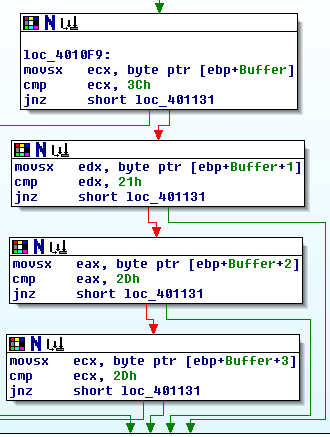 loc_4010F9:
movsx ecx, byte ptr [ebp+Buffer]
cmp ecx, 3Ch
jnz short loc_401131
movsx edx, byte ptr [ebp+Buffer+1]
cmp edx, 21h
jnz short loc_401131
movsx eax, byte ptr [ebp+Buffer+2]
cmp eax, 2Dh
jnz short loc_401131
movsx ecx, byte ptr [ebp+Buffer+3]
cmp ecx, 2Dh
jnz short loc_401131